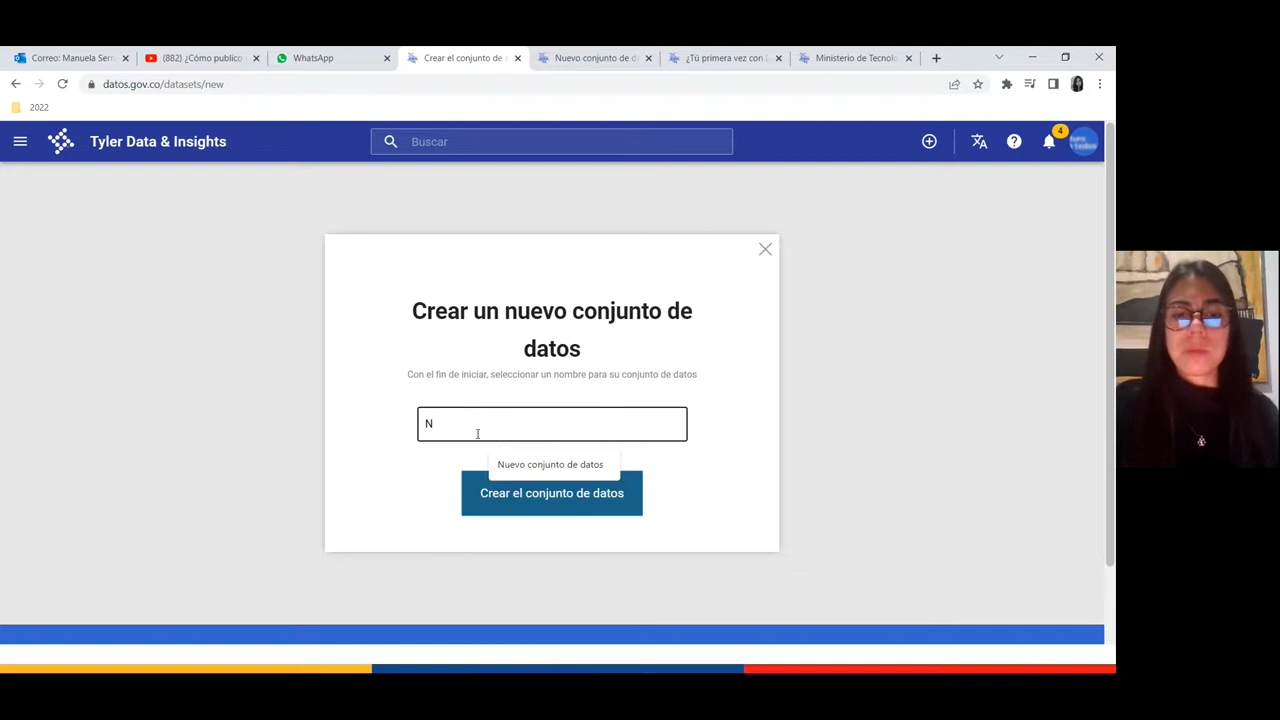 Correo: Manuela Serr
(882) ¿Cómo publico
WhatsApp
Crear el conjunto de
Nuevo conjunto de d
¿Tú primera vez con
Ministerio de Tecnolo
datos.gov.co/datasets/new
2022
Tyler Data & Insights
Buscar
4
Crear un nuevo conjunto de
datos
Con el fin de iniciar, seleccionar un nombre para su conjunto de datos
N
Nuevo conjunto de datos
Crear el conjunto de datos